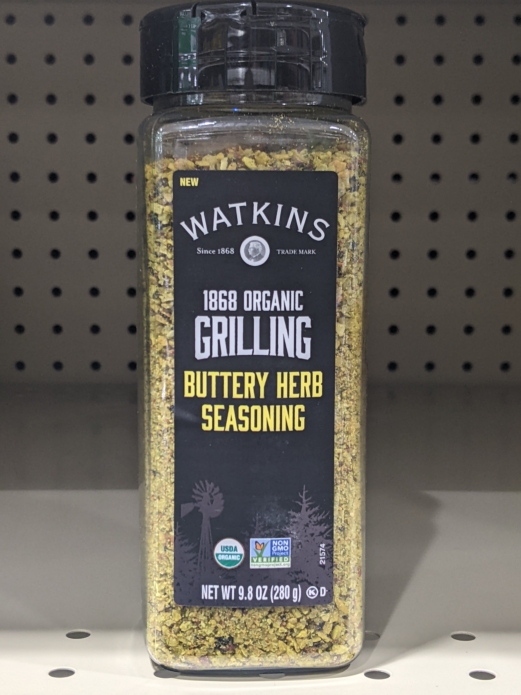 NEW
WATKINS
Since 1868 TRADE MARK
1868 ORGANIC
GRILLING
BUTTERY HERB
SEASONING
USDA
ORGANIC
NON
GMO
Project
VERIFIED
21574
NET WT 9.8 OZ (280 g) K D